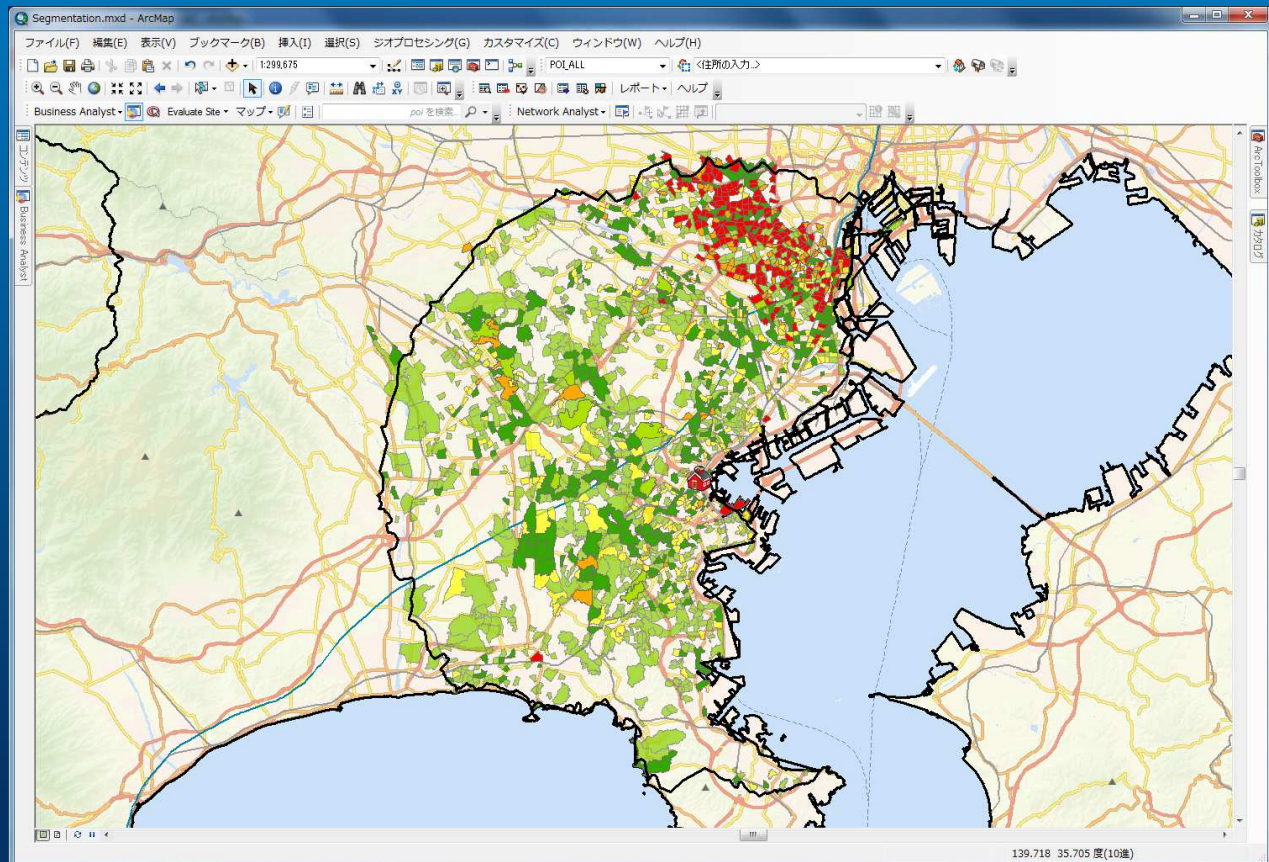 Segmentation.mxd - ArcMap
ファイル(F) 編集(E) 表示(V) ブックマーク(B) 挿入(I) 選択(S) ジオプロセシング(G) カスタマイズ(C) ウィンドウ(W) ヘルプ(H)
1:299,675 POI_ALL <住所の入力...>
レポート ヘルプ
Business Analyst Evaluate Site マップ poi を検索... Network Analyst
コンテンツ
Business Analyst
ArcToolbox
カタログ
139.718 35.705 度(10進)